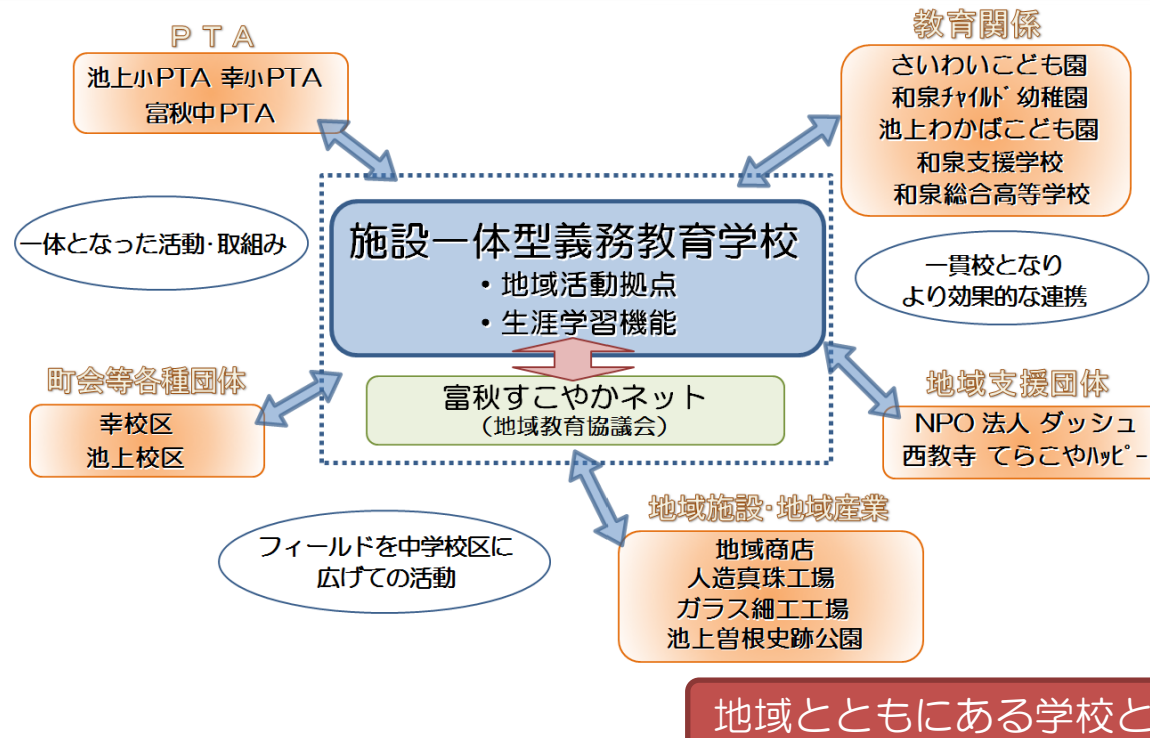 PTA
池上小PTA 幸小PTA
富秋中PTA
教育関係
さいわいこども園
和泉ﾁｬｲﾙﾄﾞ幼稚園
池上わかばこども園
和泉支援学校
和泉総合高等学校
一体となった活動・取組み
施設一体型義務教育学校
・地域活動拠点
・生涯学習機能
一貫校となり
より効果的な連携
富秋すこやかネット
（地域教育協議会）
町会等各種団体
幸校区
池上校区
地域支援団体
NPO 法人 ダッシュ
西教寺 てらこやﾊｯﾋﾟｰ
フィールドを中学校区に
広げての活動
地域施設・地域産業
地域商店
人造真珠工場
ガラス細工工場
池上曽根史跡公園
地域とともにある学校と